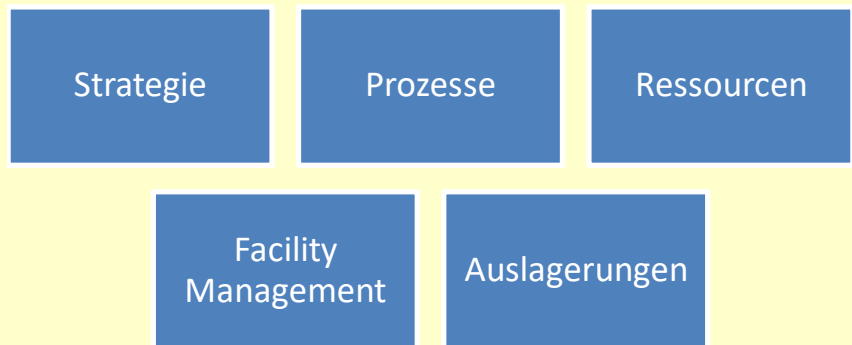 Strategie
Prozesse
Ressourcen
Facility
Management
Auslagerungen